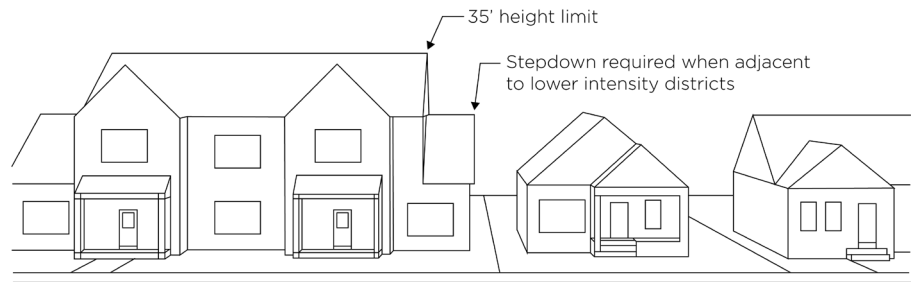 35’ height limit
Stepdown required when adjacent
to lower intensity districts